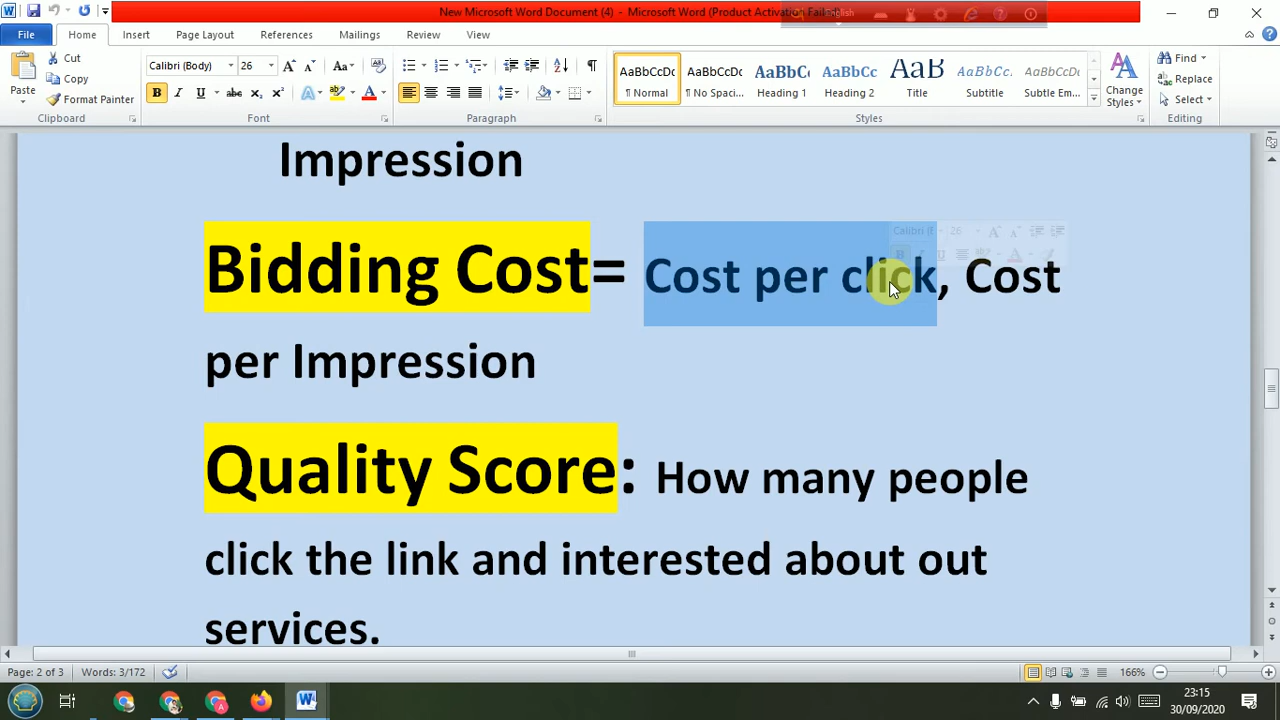 New Microsoft Word Document (4) - Microsoft Word (Product Activation Failed)
English
File Home Insert Page Layout References Mailings Review View
Cut
Copy
Format Painter
Paste
Calibri (Body) 26
AaBbCcDc AaBbCcDc AaBbC AaBbCc AaB AaBbCcL AaBbCcDc
¶ Normal ¶ No Spaci... Heading 1 Heading 2 Title Subtitle Subtle Em...
Change
Styles
Find
Replace
Select
Clipboard Font Paragraph Styles Editing
Impression
Bidding Cost= Cost per click, Cost
per Impression
Quality Score: How many people
click the link and interested about out
services.
Page: 2 of 3 Words: 3/172 166%
23:15
30/09/2020